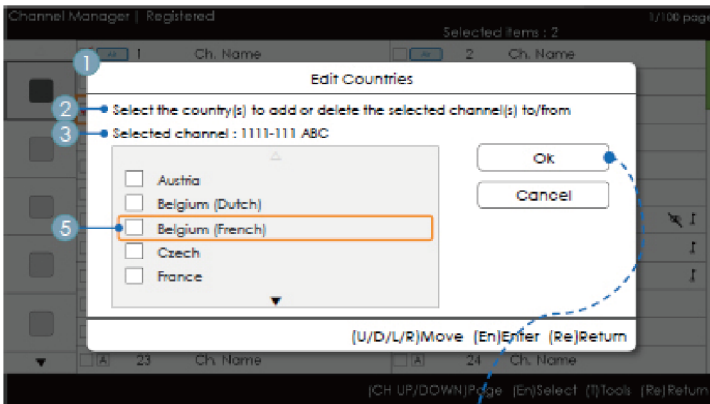 Channel Manager | Registered
1/100 page
Selected items : 2
1 Ch. Name 2 Ch. Name
1
Edit Countries
2 Select the country(s) to add or delete the selected channel(s) to/from
3 Selected channel : 1111-111 ABC
Ok
Austria
Cancel
Belgium (Dutch)
5 Belgium (French)
Czech
France
(U/D/L/R)Move (En)Enter (Re)Return
A 23 Ch. Name A 24 Ch. Name
(CH UP/DOWN)Page (En)Select (T)Tools (Re)Return